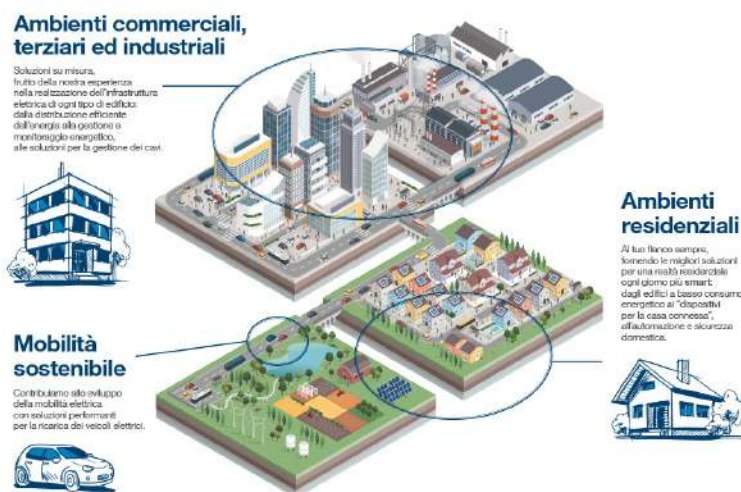 Ambienti commerciali,
terziari ed industriali
Soluzioni su misura,
frutto della nostra esperienza
nella realizzazione dell'infrastruttura
elettrica di ogni tipo di edificio:
dalla distribuzione efficiente
dell'energia alla gestione e
monitoraggio energetico,
alle soluzioni per la gestione dei cavi.
Ambienti
residenziali
Al tuo fianco sempre,
fornendo le migliori soluzioni
per una realtà residenziale
ogni giorno più smart:
dagli edifici a basso consumo
energetico ai "dispositivi
per la casa connessa",
all'automazione e sicurezza
domestica.
Mobilità
sostenibile
Contribuiamo allo sviluppo
della mobilità elettrica
con soluzioni performanti
per la ricarica dei veicoli elettrici.